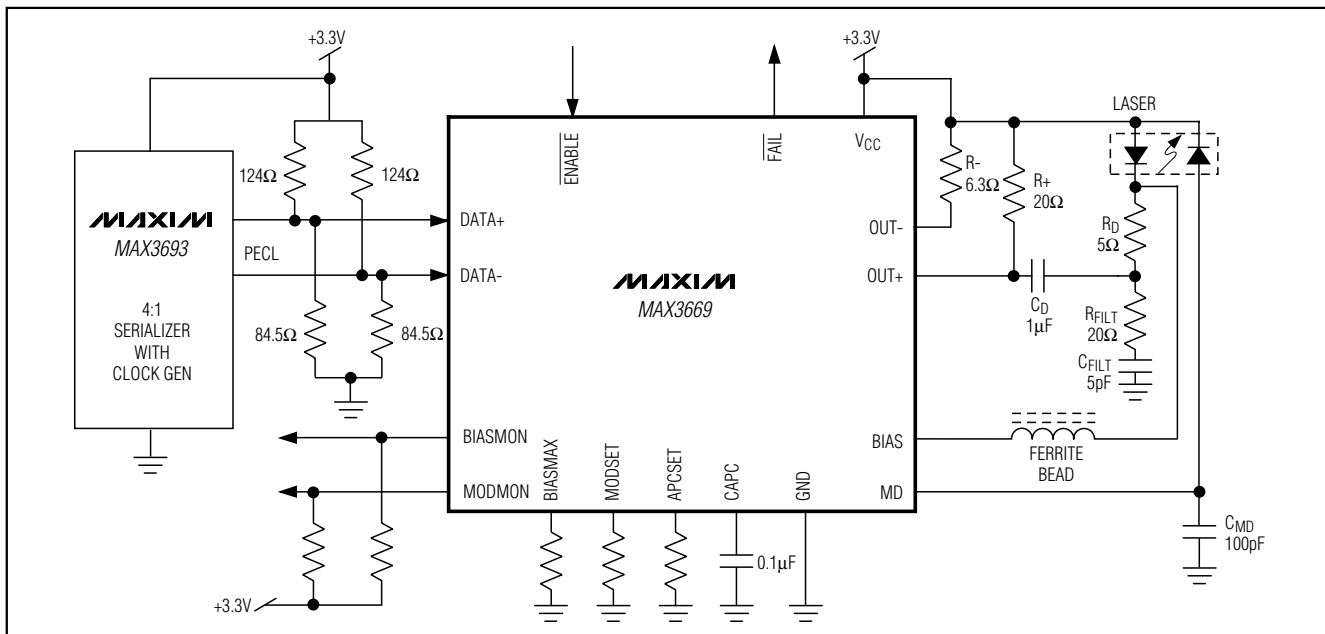 +3.3V
+3.3V
LASER
124Ω
124Ω
ENABLE
FAIL
VCC
R-
6.3Ω
R+
20Ω
MAXIM
MAX3693
4:1
SERIALIZER
WITH
CLOCK GEN
PECL
DATA+
DATA-
84.5Ω
84.5Ω
MAXIM
MAX3669
OUT-
OUT+
RD
5Ω
CD
1µF
RFILT
20Ω
CFILT
5pF
BIASMON
MODMON
BIASMAX
MODSET
APCSET
CAPC
GND
BIAS
MD
FERRITE
BEAD
0.1µF
CMD
100pF
+3.3V